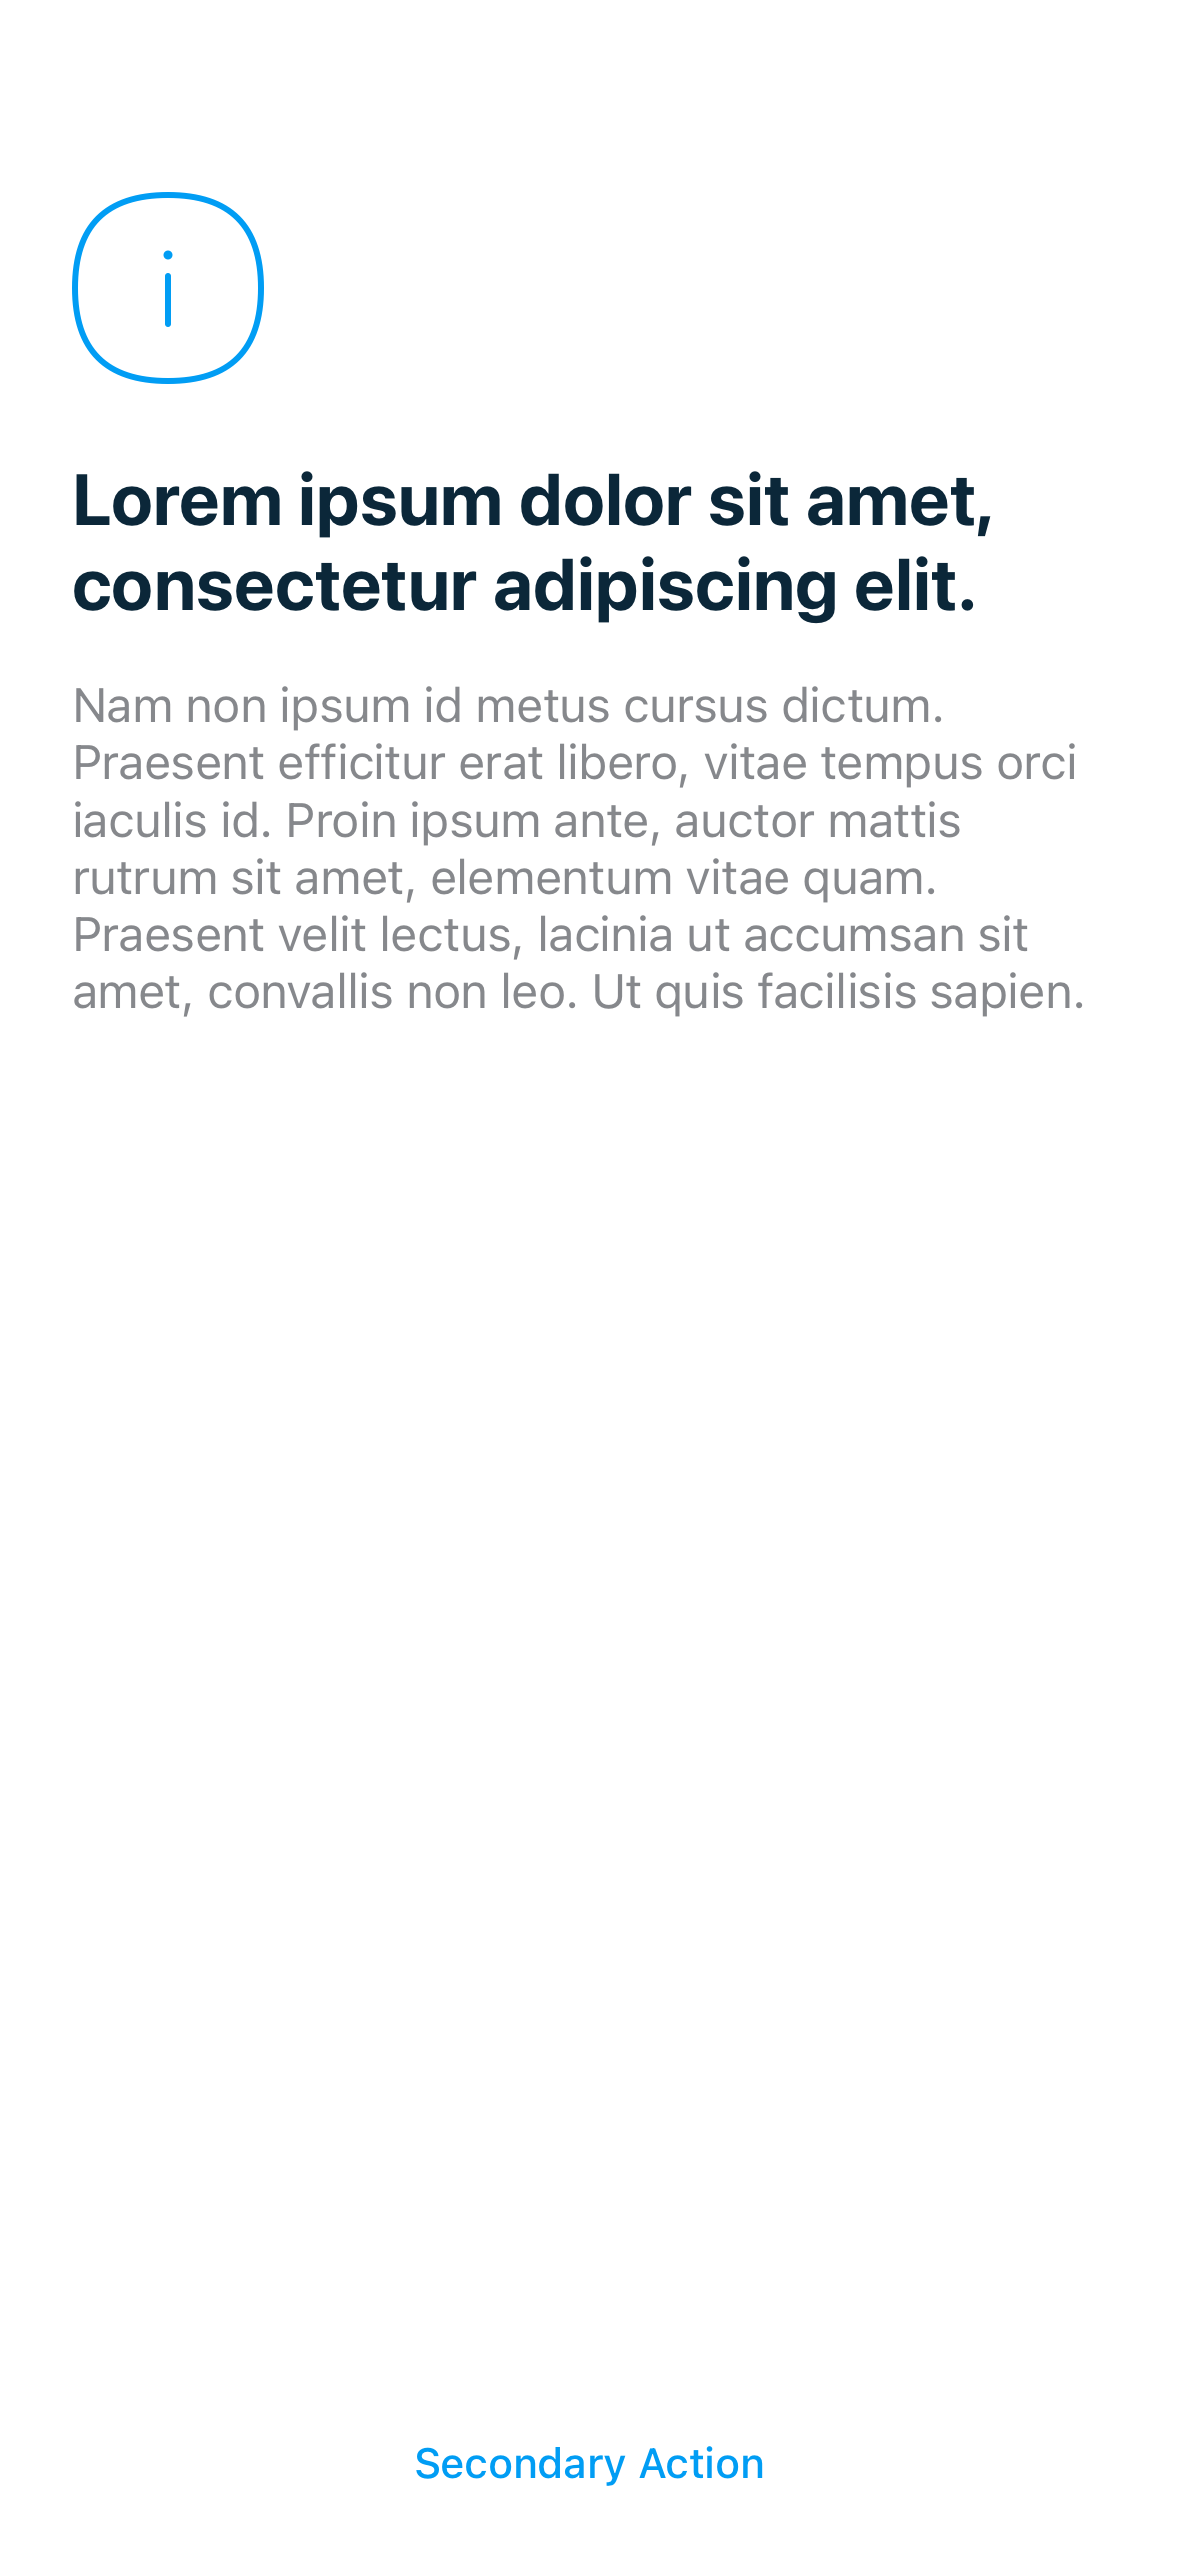 Lorem ipsum dolor sit amet,
consectetur adipiscing elit.
Nam non ipsum id metus cursus dictum.
Praesent efficitur erat libero, vitae tempus orci
iaculis id. Proin ipsum ante, auctor mattis
rutrum sit amet, elementum vitae quam.
Praesent velit lectus, lacinia ut accumsan sit
amet, convallis non leo. Ut quis facilisis sapien.
Secondary Action